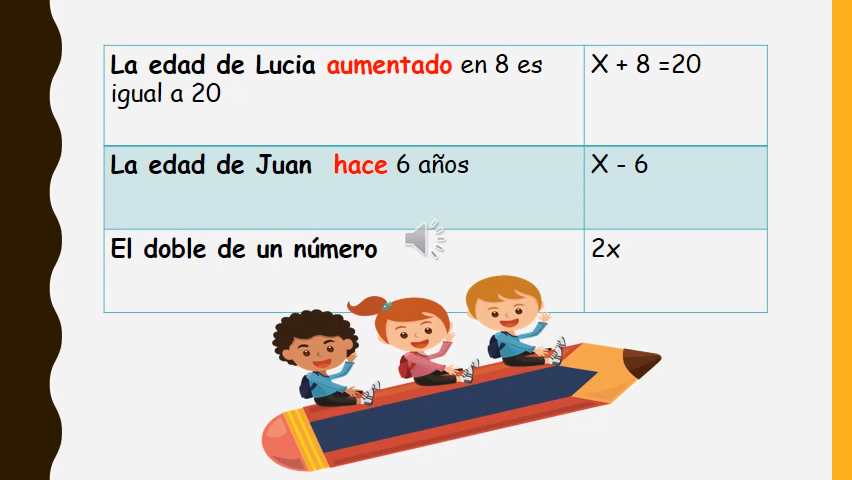 La edad de Lucia aumentado en 8 es
igual a 20
X + 8 =20
La edad de Juan hace 6 años
X - 6
El doble de un número
2x